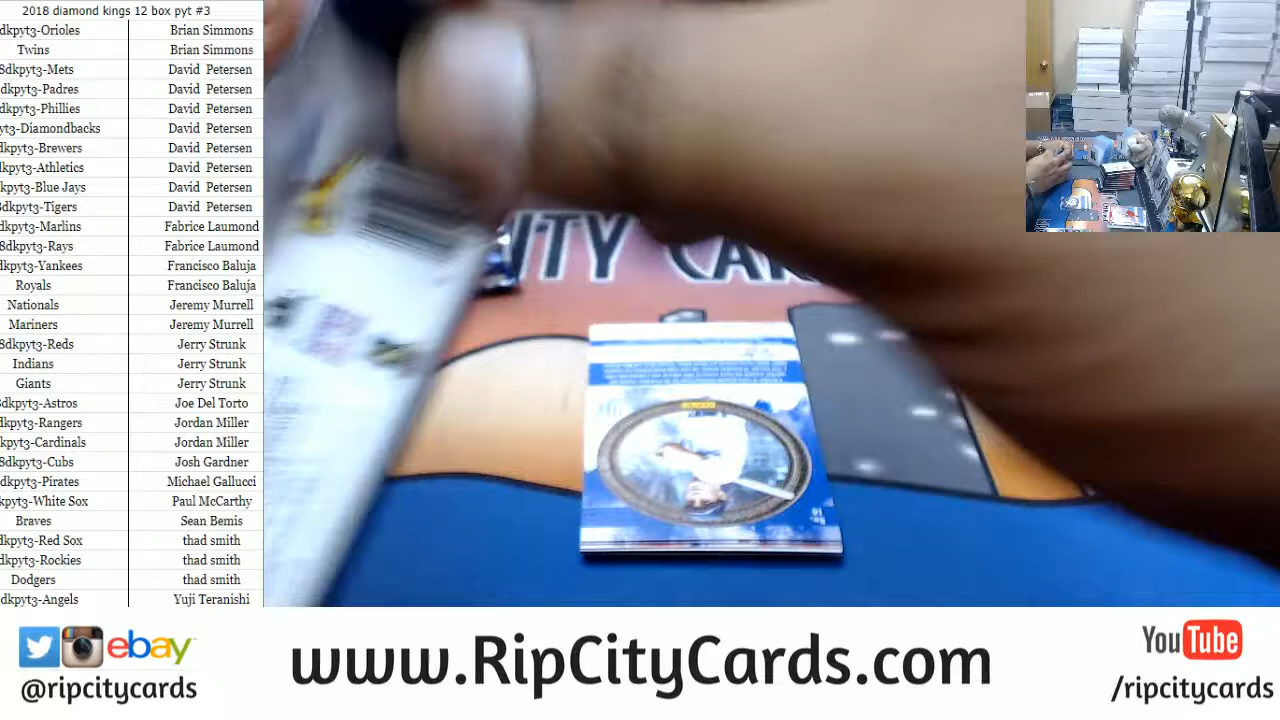 2018 diamond kings 12 box pyt #3
dkpyt3-Orioles Brian Simmons
Twins Brian Simmons
8dkpyt3-Mets David Petersen
dkpyt3-Padres David Petersen
dkpyt3-Phillies David Petersen
yt3-Diamondbacks David Petersen
dkpyt3-Brewers David Petersen
dkpyt3-Athletics David Petersen
dkpyt3-Blue Jays David Petersen
8dkpyt3-Tigers David Petersen
dkpyt3-Marlins Fabrice Laumond
8dkpyt3-Rays Fabrice Laumond
dkpyt3-Yankees Francisco Baluja
Royals Francisco Baluja
Nationals Jeremy Murrell
Mariners Jeremy Murrell
8dkpyt3-Reds Jerry Strunk
Indians Jerry Strunk
Giants Jerry Strunk
8dkpyt3-Astros Joe Del Torto
dkpyt3-Rangers Jordan Miller
kpyt3-Cardinals Jordan Miller
8dkpyt3-Cubs Josh Gardner
dkpyt3-Pirates Michael Gallucci
kpyt3-White Sox Paul McCarthy
Braves Sean Bemis
dkpyt3-Red Sox thad smith
dkpyt3-Rockies thad smith
Dodgers thad smith
dkpyt3-Angels Yuji Teranishi
ITY CAR
ebay
@ripcitycards
www.RipCityCards.com
YouTube
/ripcitycards